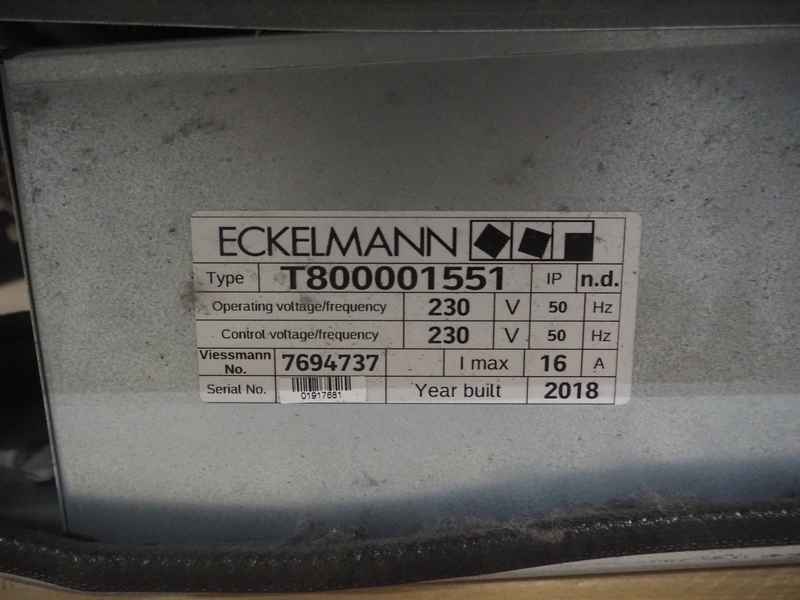 ECKELMANN
Type T800001551 IP n.d.
Operating voltage/frequency 230 V 50 Hz
Control voltage/frequency 230 V 50 Hz
Viessmann No. 7694737 I max 16 A
Serial No. 01917681 Year built 2018